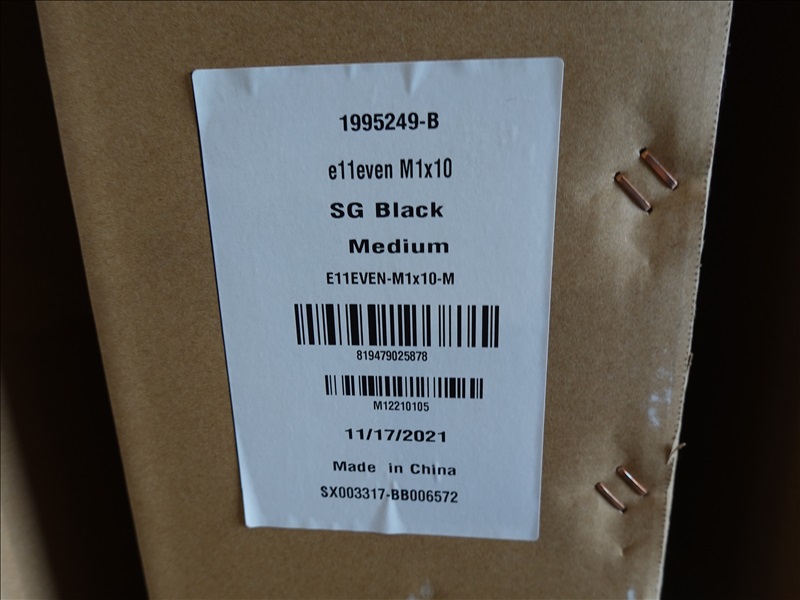 1995249-B
e11even M1x10
SG Black
Medium
E11EVEN-M1x10-M
819479025878
M12210105
11/17/2021
Made in China
SX003317-BB006572